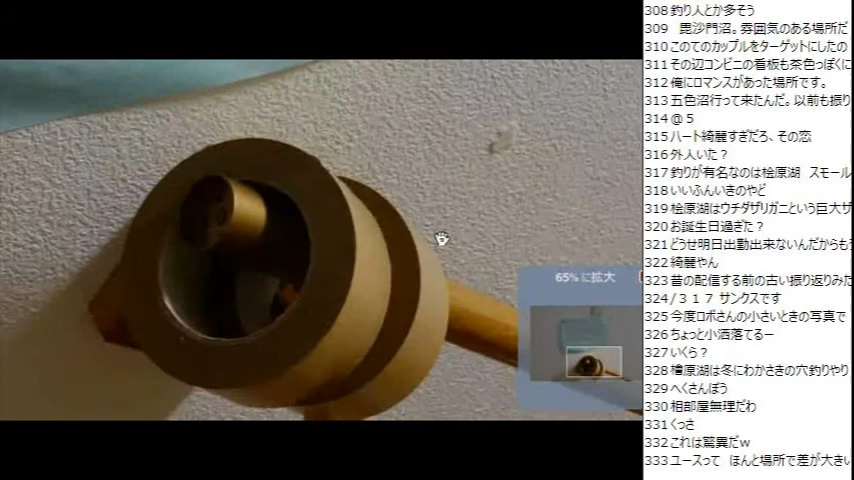 65%に拡大
308 釣り人とか多そう
309 毘沙門沼。雰囲気のある場所だ
310 このてのカップルをターゲットにしたの
311 その辺コンビニの看板も茶色っぽくに
312 俺にロマンスがあった場所です。
313 五色沼行って来たんだ。以前も振り
314 @5
315 ハート綺麗すぎだろ、その恋
316 外人いた？
317 釣りが有名なのは桧原湖 スモール
318 いいふんいきのやど
319 桧原湖はウチダザリガニという巨大ザ
320 お誕生日過ぎた？
321 どうせ明日出勤出来ないんだからもう
322 綺麗やん
323 昔の配信する前の古い振り返りみた
324 /３１７ サンクスです
325 今度ロボさんの小さいときの写真で
326 ちょっと小洒落てるー
327 いくら？
328 檜原湖は冬にわかさぎの穴釣りやり
329 へくさんぼう
330 相部屋無理だわ
331 くっさ
332 これは驚異だｗ
333 ユースって ほんと場所で差が大きい